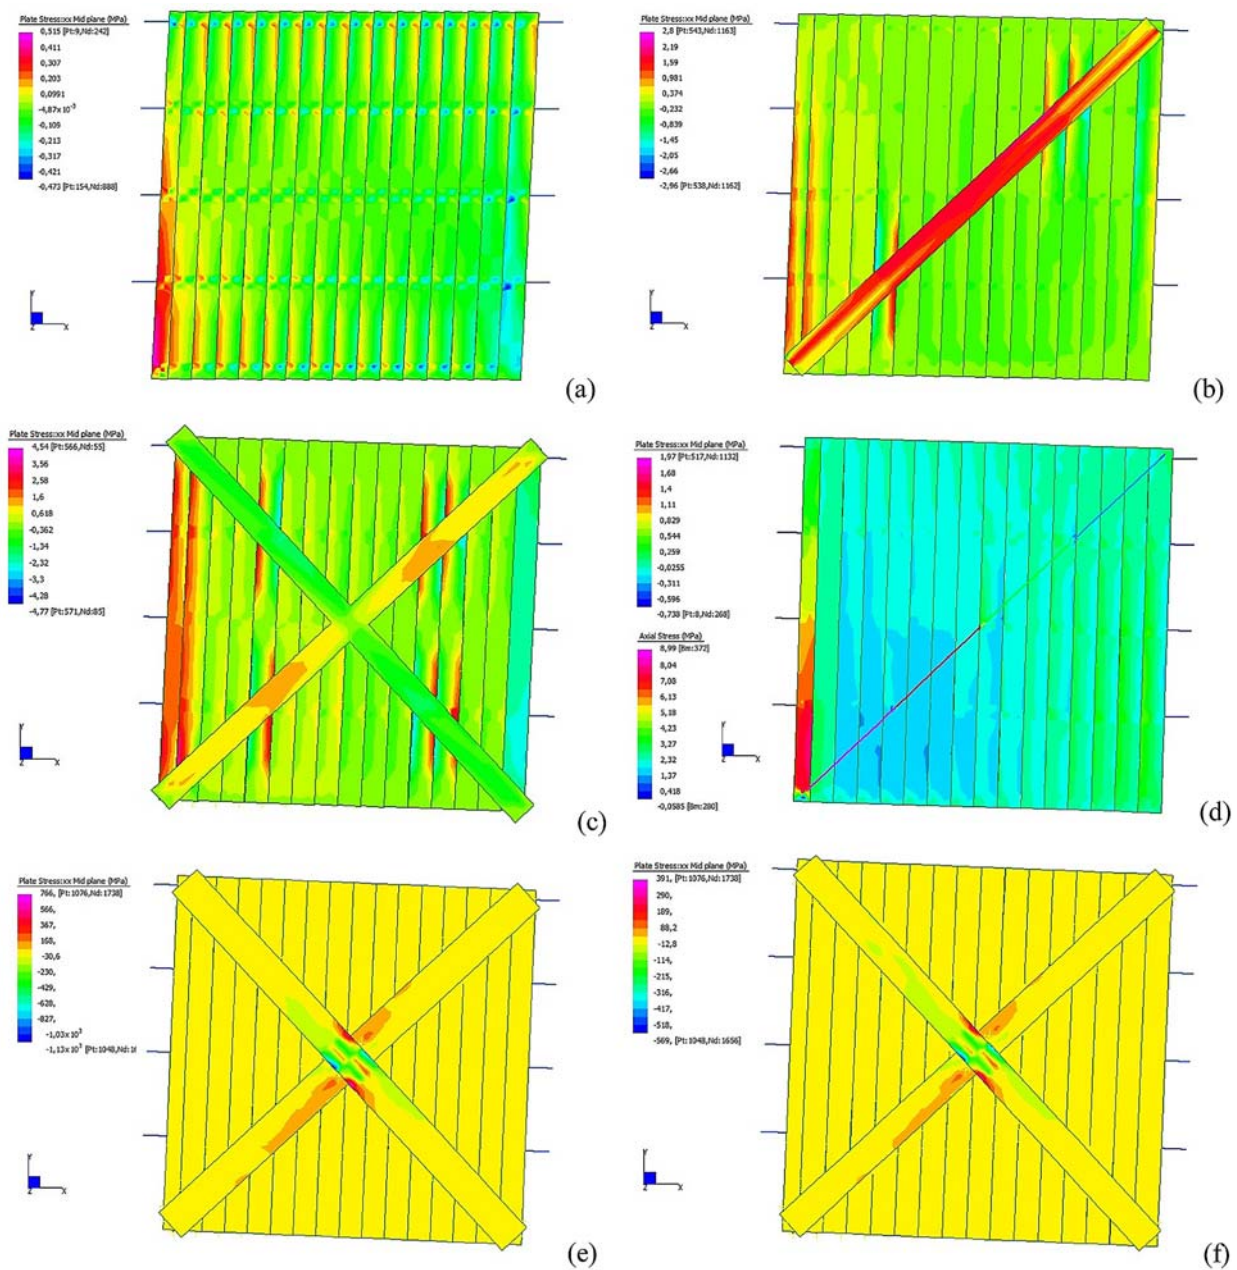 Plate Stress:xx Mid plane (MPa)
0,515 [Pt:9,Nd:242]
0,411
0,307
0,203
0,0991
-4,87x10⁻³
-0,109
-0,213
-0,317
-0,421
-0,473 [Pt:154,Nd:888]
Y
Z
X
(a)
Plate Stress:xx Mid plane (MPa)
2,8 [Pt:543,Nd:1163]
2,19
1,59
0,981
0,374
-0,232
-0,839
-1,45
-2,05
-2,66
-2,96 [Pt:538,Nd:1162]
Y
Z
X
(b)
Plate Stress:xx Mid plane (MPa)
4,54 [Pt:566,Nd:55]
3,56
2,58
1,6
0,618
-0,362
-1,34
-2,32
-3,3
-4,28
-4,77 [Pt:571,Nd:85]
Y
Z
X
(c)
Plate Stress:xx Mid plane (MPa)
1,97 [Pt:517,Nd:1132]
1,68
1,4
1,11
0,829
0,544
0,259
-0,0255
-0,311
-0,596
-0,738 [Pt:8,Nd:268]
Axial Stress (MPa)
8,99 [Bm:372]
8,04
7,08
6,13
5,18
4,23
3,27
2,32
1,37
0,418
-0,0585 [Bm:280]
Y
Z
X
(d)
Plate Stress:xx Mid plane (MPa)
766, [Pt:1076,Nd:1738]
566,
367,
168,
-30,6
-230,
-429,
-628,
-827,
-1,03x10³
-1,13x10³ [Pt:1048,Nd:16
Y
Z
X
(e)
Plate Stress:xx Mid plane (MPa)
391, [Pt:1076,Nd:1738]
290,
189,
88,2
-12,8
-114,
-215,
-316,
-417,
-518,
-569, [Pt:1048,Nd:1656]
Y
Z
X
(f)